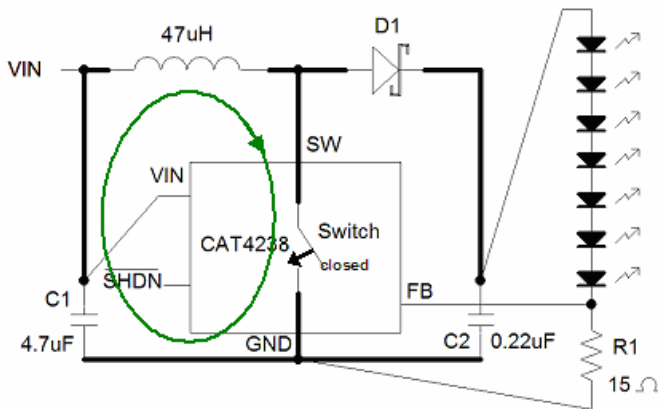 D1
47uH
VIN
SW
VIN
CAT4238
Switch
closed
SHDN
FB
C1
4.7uF
GND
C2
0.22uF
R1
15 Ω